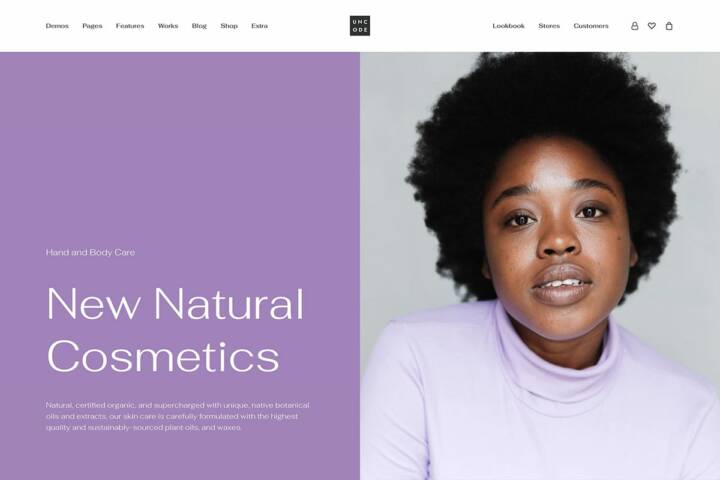 Demos Pages Features Works Blog Shop Extra
UNC
ODE
Lookbook Stores Customers
Hand and Body Care
New Natural
Cosmetics
Natural, certified organic, and supercharged with unique, native botanical
oils and extracts, our skin care is carefully formulated with the highest
quality and sustainably-sourced plant oils, and waxes.